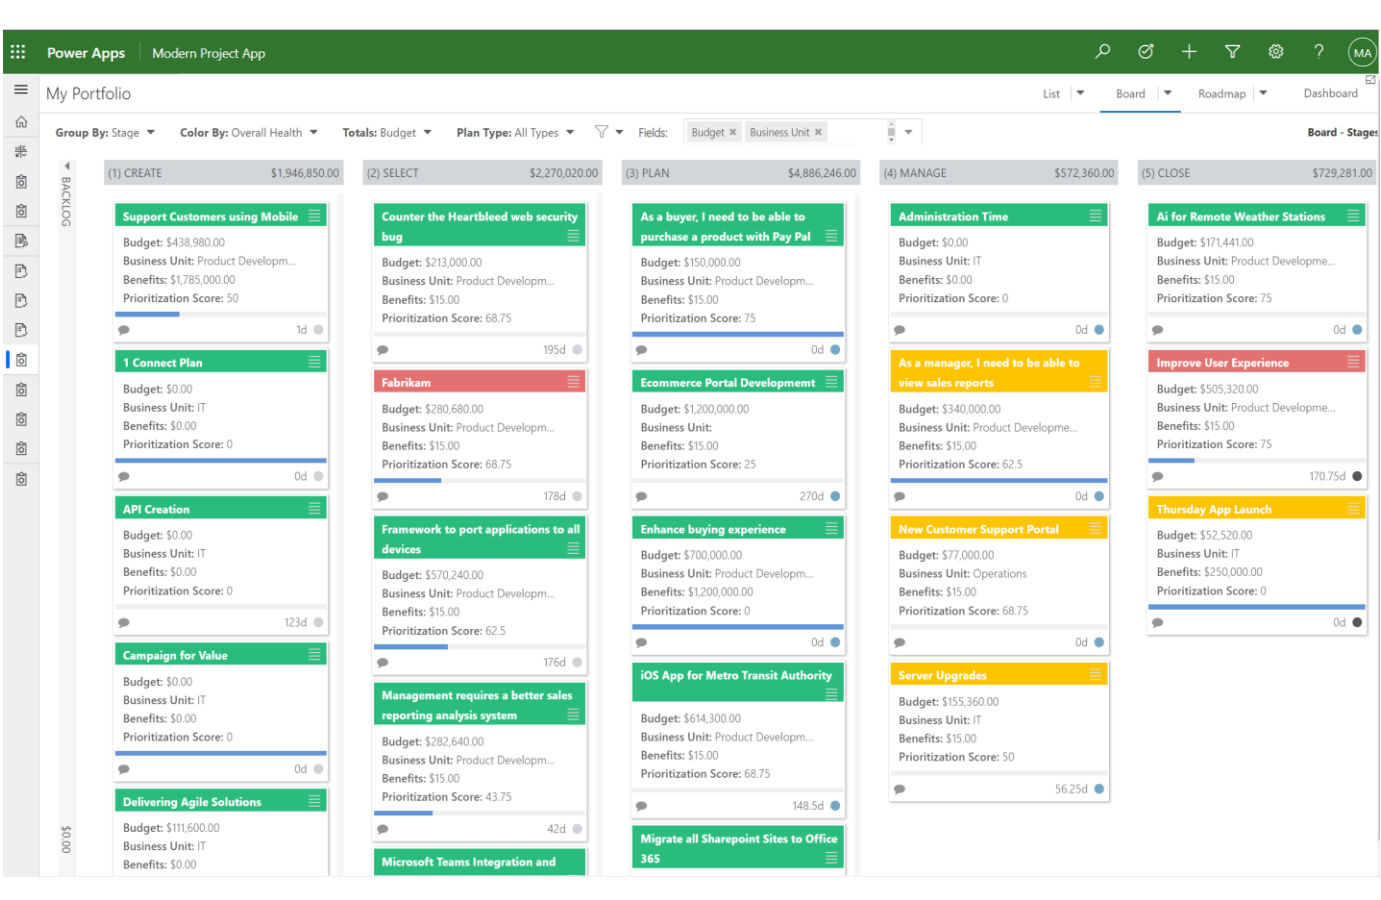 Power Apps Modern Project App ? MA
My Portfolio List Board Roadmap Dashboard
Group By: Stage Color By: Overall Health Totals: Budget Plan Type: All Types Fields: Budget × Business Unit × Board - Stages
BACKLOG
$0.00
(1) CREATE $1,946,850.00
Support Customers using Mobile
Budget: $438,980.00
Business Unit: Product Developm...
Benefits: $1,785,000.00
Prioritization Score: 50
1d
1 Connect Plan
Budget: $0.00
Business Unit: IT
Benefits: $0.00
Prioritization Score: 0
0d
API Creation
Budget: $0.00
Business Unit: IT
Benefits: $0.00
Prioritization Score: 0
123d
Campaign for Value
Budget: $0.00
Business Unit: IT
Benefits: $0.00
Prioritization Score: 0
0d
Delivering Agile Solutions
Budget: $111,600.00
Business Unit: IT
Benefits: $0.00
(2) SELECT $2,270,020.00
Counter the Heartbleed web security
bug
Budget: $213,000.00
Business Unit: Product Developm...
Benefits: $15.00
Prioritization Score: 68.75
195d
Fabrikam
Budget: $280,680.00
Business Unit: Product Developm...
Benefits: $15.00
Prioritization Score: 68.75
178d
Framework to port applications to all
devices
Budget: $570,240.00
Business Unit: Product Developm...
Benefits: $15.00
Prioritization Score: 62.5
176d
Management requires a better sales
reporting analysis system
Budget: $282,640.00
Business Unit: Product Developm...
Benefits: $15.00
Prioritization Score: 43.75
42d
Microsoft Teams Integration and
(3) PLAN $4,886,246.00
As a buyer, I need to be able to
purchase a product with Pay Pal
Budget: $150,000.00
Business Unit: Product Developm...
Benefits: $15.00
Prioritization Score: 75
0d
Ecommerce Portal Developmemt
Budget: $1,200,000.00
Business Unit:
Benefits: $15.00
Prioritization Score: 25
270d
Enhance buying experience
Budget: $700,000.00
Business Unit: Product Developm...
Benefits: $1,200,000.00
Prioritization Score: 0
0d
iOS App for Metro Transit Authority
Budget: $614,300.00
Business Unit: Product Developm...
Benefits: $15.00
Prioritization Score: 68.75
148.5d
Migrate all Sharepoint Sites to Office
365
(4) MANAGE $572,360.00
Administration Time
Budget: $0.00
Business Unit: IT
Benefits: $0.00
Prioritization Score: 0
0d
As a manager, I need to be able to
view sales reports
Budget: $340,000.00
Business Unit: Product Developme...
Benefits: $15.00
Prioritization Score: 62.5
0d
New Customer Support Portal
Budget: $77,000.00
Business Unit: Operations
Benefits: $15.00
Prioritization Score: 68.75
0d
Server Upgrades
Budget: $155,360.00
Business Unit: IT
Benefits: $15.00
Prioritization Score: 50
56.25d
(5) CLOSE $729,281.00
Ai for Remote Weather Stations
Budget: $171,441.00
Business Unit: Product Developme...
Benefits: $15.00
Prioritization Score: 75
0d
Improve User Experience
Budget: $505,320.00
Business Unit: Product Developme...
Benefits: $15.00
Prioritization Score: 75
170.75d
Thursday App Launch
Budget: $52,520.00
Business Unit: IT
Benefits: $250,000.00
Prioritization Score: 0
0d